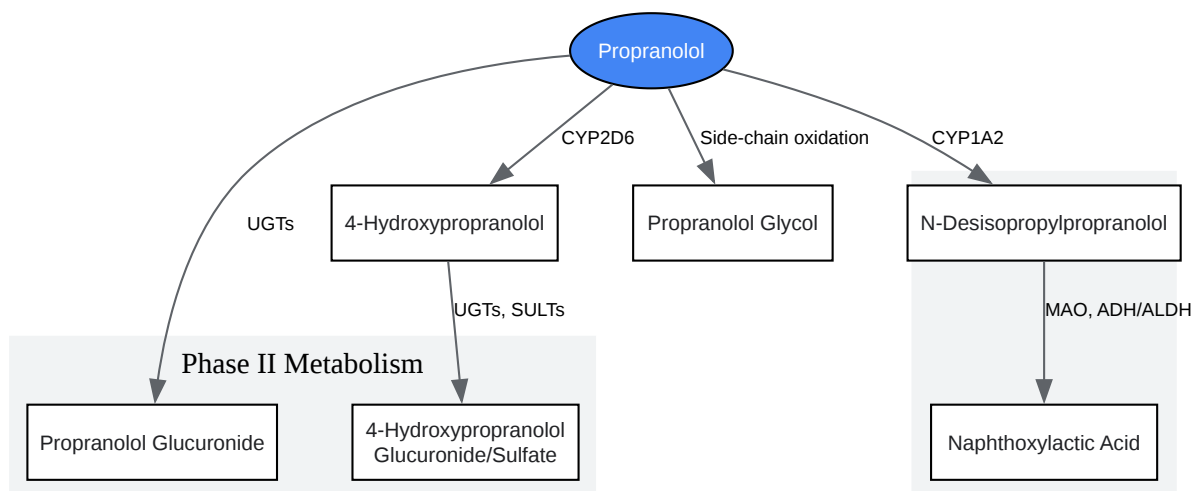 Propranolol
CYP2D6
Side-chain oxidation
CYP1A2
UGTs
4-Hydroxypropranolol
Propranolol Glycol
N-Desisopropylpropranolol
UGTs, SULTs
MAO, ADH/ALDH
Phase II Metabolism
Propranolol Glucuronide
4-Hydroxypropranolol
Glucuronide/Sulfate
Naphthoxylactic Acid